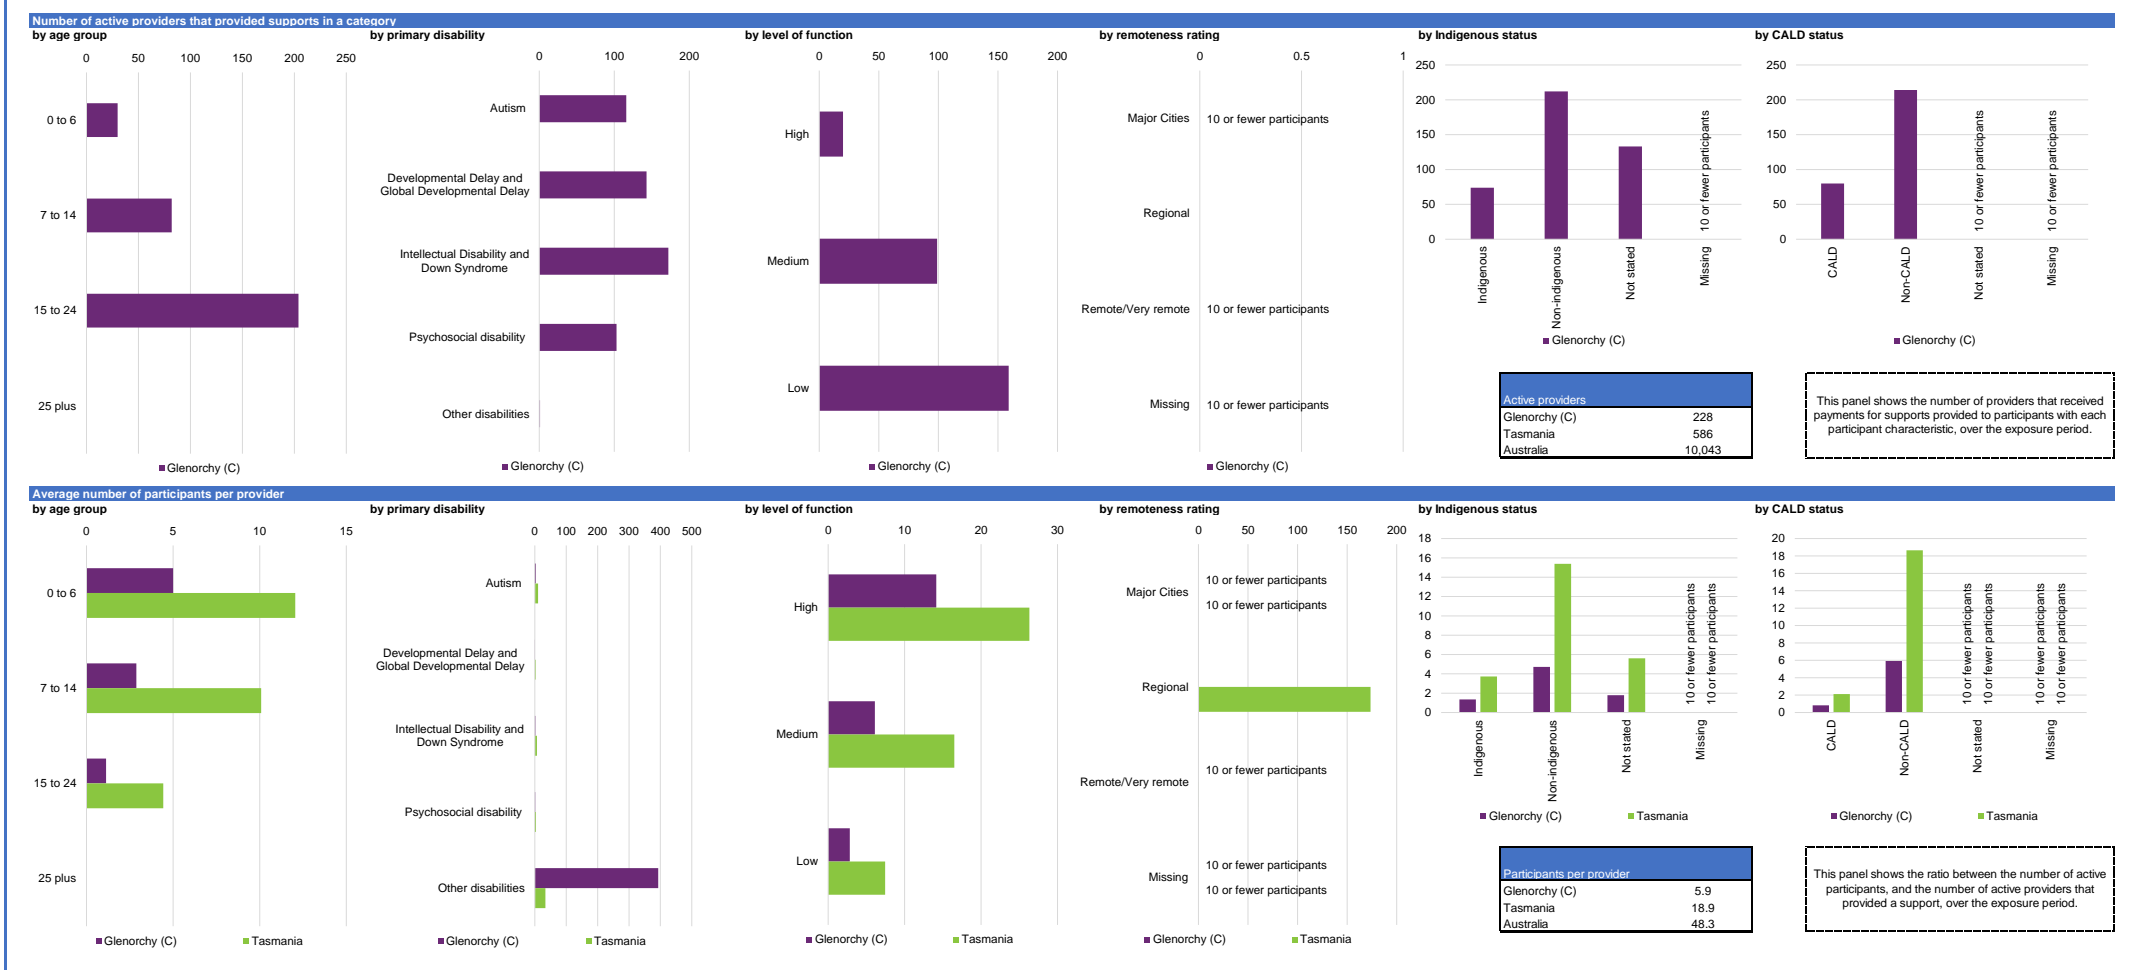 Number of active providers that provided supports in a category
by age group
0 50 100 150 200 250
0 to 6
7 to 14
15 to 24
25 plus
Glenorchy (C)
by primary disability
0 100 200
Autism
Developmental Delay and
Global Developmental Delay
Intellectual Disability and
Down Syndrome
Psychosocial disability
Other disabilities
Glenorchy (C)
by level of function
0 50 100 150 200
High
Medium
Low
Glenorchy (C)
by remoteness rating
0 0.5 1
Major Cities 10 or fewer participants
Regional
Remote/Very remote 10 or fewer participants
Missing 10 or fewer participants
Glenorchy (C)
by Indigenous status
250
200
150
100
50
0
10 or fewer participants
Indigenous
Non-indigenous
Not stated
Missing
Glenorchy (C)
by CALD status
250
200
150
100
50
0
10 or fewer participants
10 or fewer participants
CALD
Non-CALD
Not stated
Missing
Glenorchy (C)
Active providers
Glenorchy (C) 228
Tasmania 586
Australia 10,043
This panel shows the number of providers that received
payments for supports provided to participants with each
participant characteristic, over the exposure period.
Average number of participants per provider
by age group
0 5 10 15
0 to 6
7 to 14
15 to 24
25 plus
Glenorchy (C) Tasmania
by primary disability
0 100 200 300 400 500
Autism
Developmental Delay and
Global Developmental Delay
Intellectual Disability and
Down Syndrome
Psychosocial disability
Other disabilities
Glenorchy (C) Tasmania
by level of function
0 10 20 30
High
Medium
Low
Glenorchy (C) Tasmania
by remoteness rating
0 50 100 150 200
Major Cities
10 or fewer participants
10 or fewer participants
Regional
Remote/Very remote
10 or fewer participants
Missing
10 or fewer participants
10 or fewer participants
Glenorchy (C) Tasmania
by Indigenous status
18
16
14
12
10
8
6
4
2
0
10 or fewer participants
10 or fewer participants
Indigenous
Non-indigenous
Not stated
Missing
Glenorchy (C) Tasmania
by CALD status
20
18
16
14
12
10
8
6
4
2
0
10 or fewer participants
10 or fewer participants
10 or fewer participants
10 or fewer participants
CALD
Non-CALD
Not stated
Missing
Glenorchy (C) Tasmania
Participants per provider
Glenorchy (C) 5.9
Tasmania 18.9
Australia 48.3
This panel shows the ratio between the number of active
participants, and the number of active providers that
provided a support, over the exposure period.